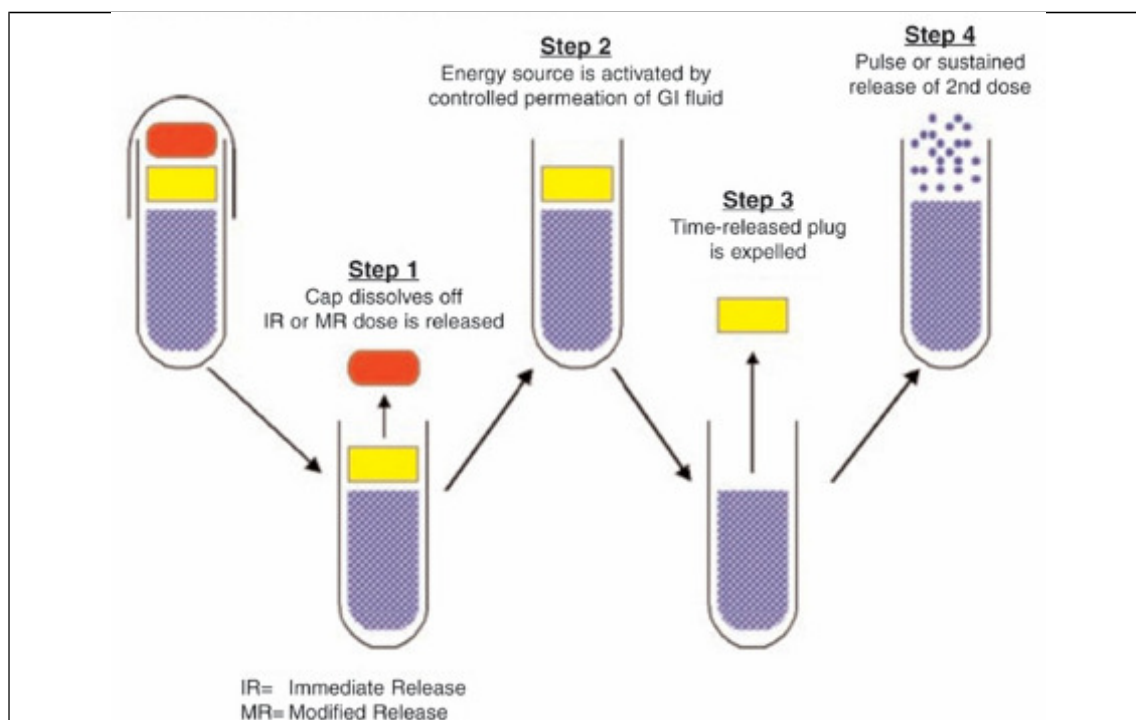 Step 1
Cap dissolves off
IR or MR dose is released
Step 2
Energy source is activated by
controlled permeation of GI fluid
Step 3
Time-released plug
is expelled
Step 4
Pulse or sustained
release of 2nd dose
IR= Immediate Release
MR= Modified Release